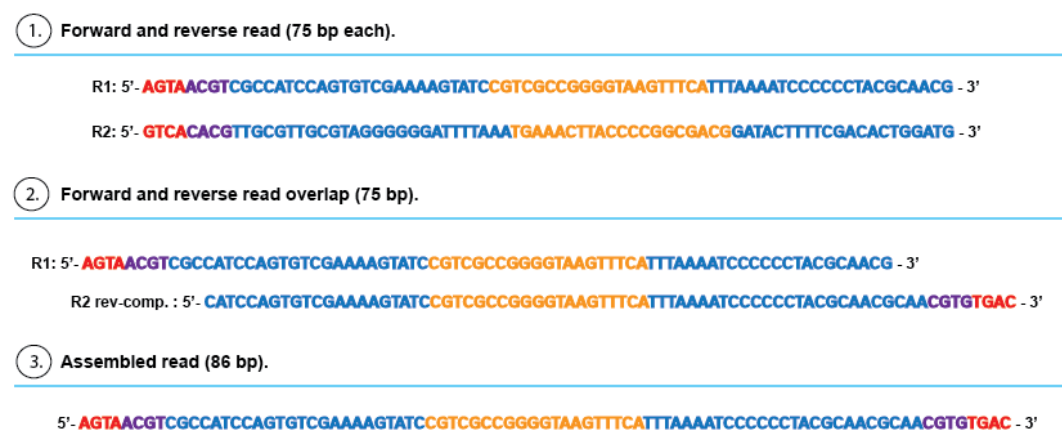 1. Forward and reverse read (75 bp each).
R1: 5’- AGTAACGTCGCCATCCAGTGTCGAAAAGTATCCGTCGCCGGGGTAAGTTTCATTTAAAATCCCCCCTACGCAACG - 3’
R2: 5’- GTCACACGTTGCGTTGCGTAGGGGGGATTTTAAATGAAACTTACCCCGGCGACGGATACTTTTCGACACTGGATG - 3’
2. Forward and reverse read overlap (75 bp).
R1: 5’- AGTAACGTCGCCATCCAGTGTCGAAAAGTATCCGTCGCCGGGGTAAGTTTCATTTAAAATCCCCCCTACGCAACG - 3’
R2 rev-comp. : 5’- CATCCAGTGTCGAAAAGTATCCGTCGCCGGGGTAAGTTTCATTTAAAATCCCCCCTACGCAACGCAACGTGTGAC - 3’
3. Assembled read (86 bp).
5’- AGTAACGTCGCCATCCAGTGTCGAAAAGTATCCGTCGCCGGGGTAAGTTTCATTTAAAATCCCCCCTACGCAACGCAACGTGTGAC - 3’